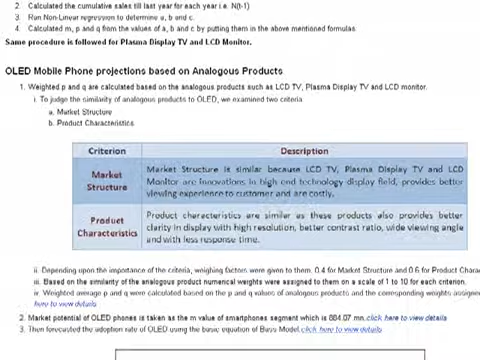 2. Calculated the cumulative sales till last year for each year i.e. N(t-1)
3. Run Non-Linear regression to determine a, b and c.
4. Calculated m, p and q from the values of a, b and c by putting them in the above mentioned formulas.
Same procedure is followed for Plasma Display TV and LCD Monitor.
OLED Mobile Phone projections based on Analogous Products
1. Weighted p and q are calculated based on the analogous products such as LCD TV, Plasma Display TV and LCD monitor.
i. To judge the similarity of analogous products to OLED, we examined two criteria
a. Market Structure
b. Product Characteristics
Criterion Description
Market Structure is similar because LCD TV, Plasma Display TV and LCD
Market Structure
Monitor are innovations in high end technology display field, provides better
viewing experience to customer and are costly.
Product characteristics are similar as these products also provides better
Product Characteristics
clarity in display with high resolution, better contrast ratio, wide viewing angle
and with less response time.
ii. Depending upon the importance of the criteria, weighing factors were given to them. 0.4 for Market Structure and 0.6 for Product Charac
iii. Based on the similarity of the analogous product numerical weights were assigned to them on a scale of 1 to 10 for each criterion.
iv. Weighted average p and q were calculated based on the p and q values of analogous products and the corresponding weights assigned
here to view details
2. Market potential of OLED phones is taken as the m value of smartphones segment which is 884.07 mn. click here to view details
3. Then forecasted the adoption rate of OLED using the basic equation of Bass Model. click here to view details